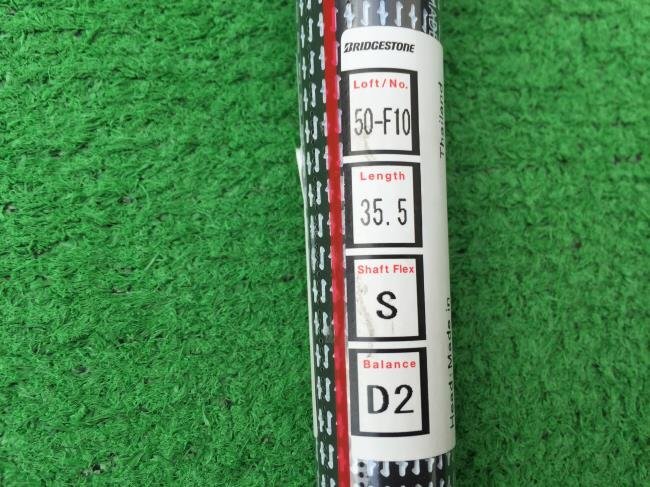 BRIDGESTONE
Loft/No.
50-F10
Length
35.5
Shaft Flex
S
Balance
D2
Head:Made in
Thailand